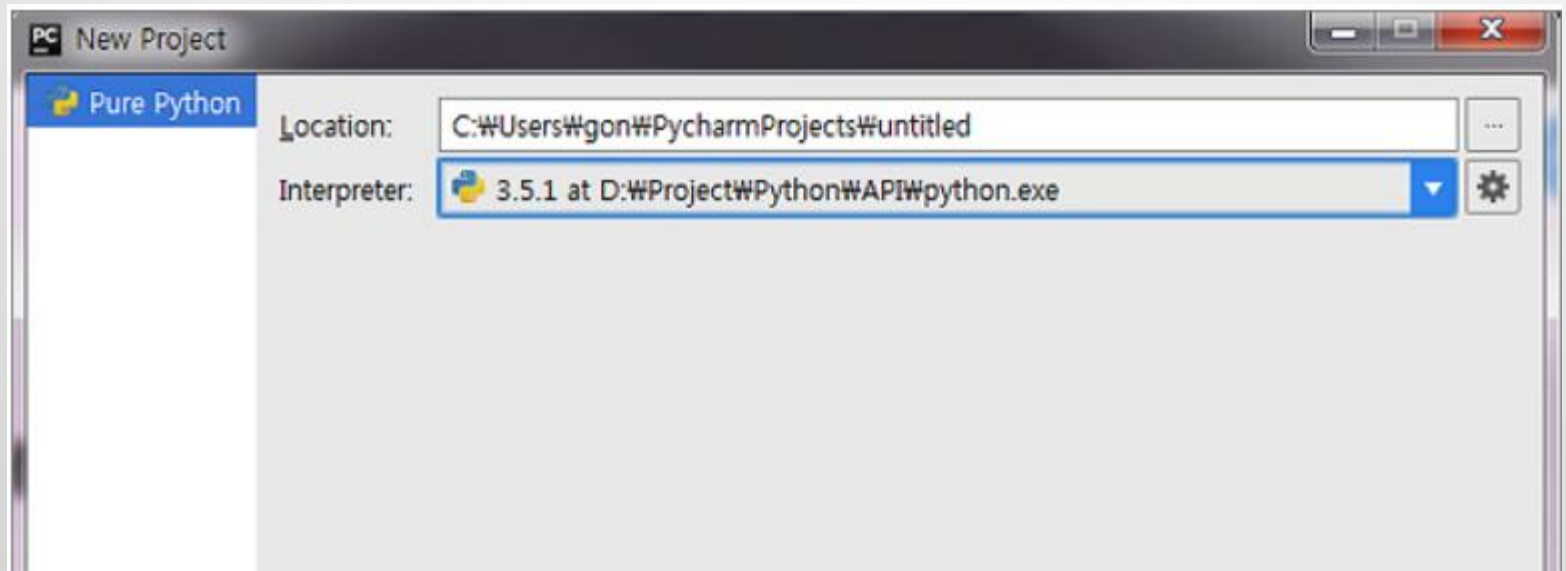 PC New Project
Pure Python
Location: C:₩Users₩gon₩PycharmProjects₩untitled ...
Interpreter: 3.5.1 at D:₩Project₩Python₩API₩python.exe